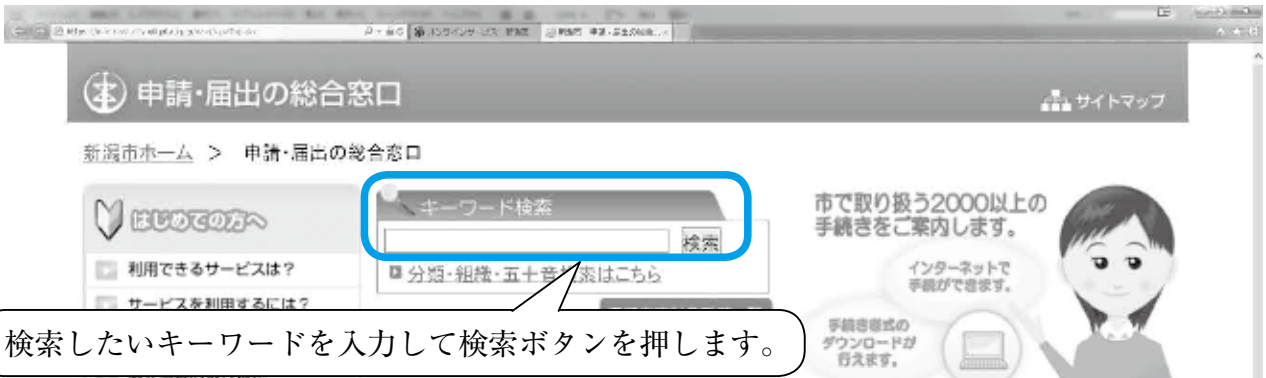 申請・届出の総合窓口
サイトマップ
新潟市ホーム ＞ 申請・届出の総合窓口
はじめての方へ
利用できるサービスは？
サービスを利用するには？
キーワード検索
検索
分類・組織・五十音検索はこちら
検索したいキーワードを入力して検索ボタンを押します。
市で取り扱う2000以上の
手続きをご案内します。
インターネットで
手続ができます。
手続き様式の
ダウンロードが
行えます。